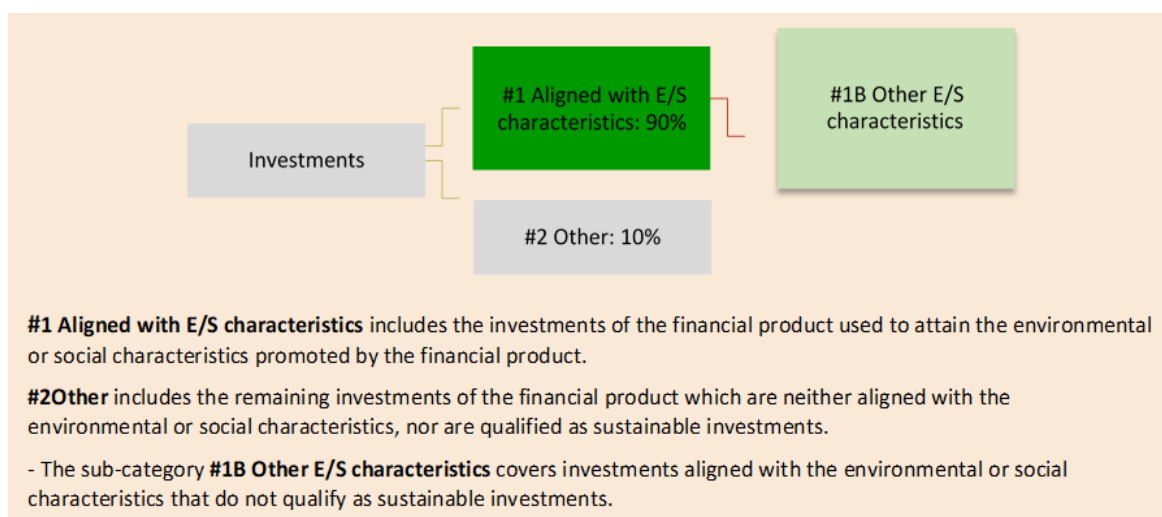 #1 Aligned with E/S
characteristics: 90%
#1B Other E/S
characteristics
Investments
#2 Other: 10%
#1 Aligned with E/S characteristics includes the investments of the financial product used to attain the environmental
or social characteristics promoted by the financial product.
#2Other includes the remaining investments of the financial product which are neither aligned with the
environmental or social characteristics, nor are qualified as sustainable investments.
- The sub-category #1B Other E/S characteristics covers investments aligned with the environmental or social
characteristics that do not qualify as sustainable investments.